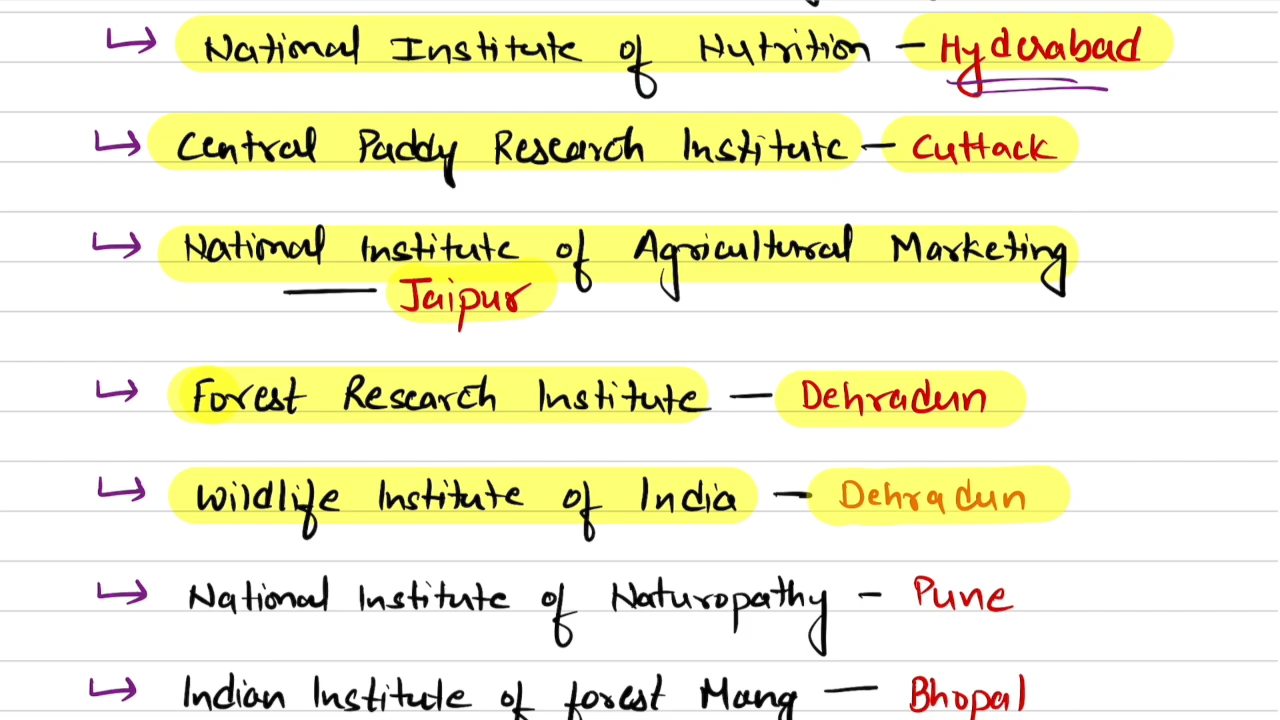 ↳ National Institute of Nutrition – Hyderabad
↳ Central Paddy Research Institute – Cuttack
↳ National Institute of Agricultural Marketing
— Jaipur
↳ Forest Research Institute — Dehradun
↳ Wildlife Institute of India – Dehradun
↳ National Institute of Naturopathy – Pune
↳ Indian Institute of forest Mang — Bhopal